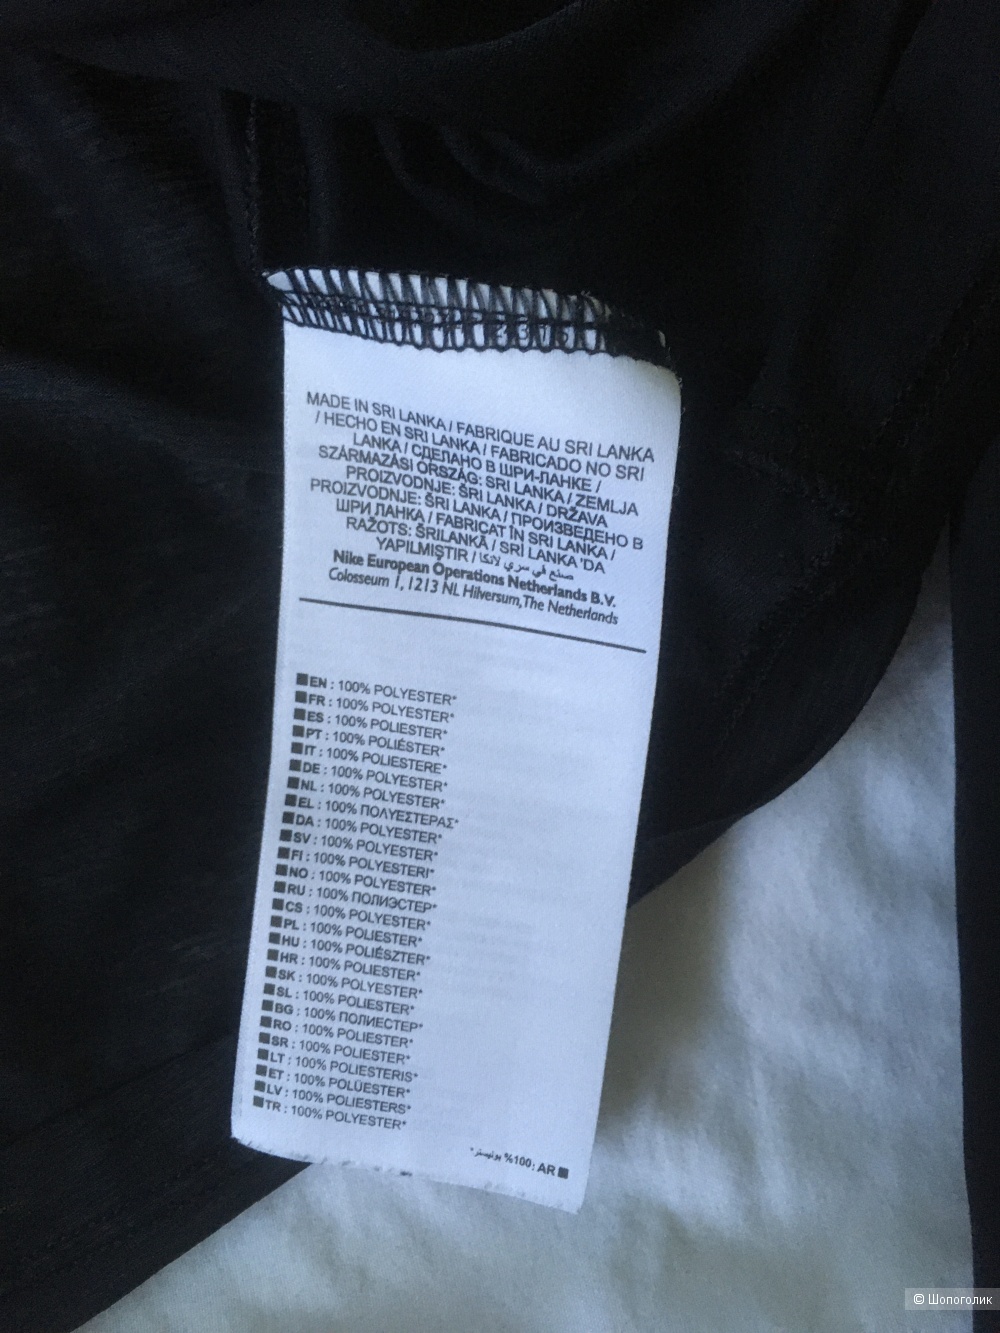 MADE IN SRI LANKA / FABRIQUE AU SRI LANKA
/ HECHO EN SRI LANKA / FABRICADO NO SRI
LANKA / СДЕЛАНО В ШРИ-ЛАНКЕ /
SZÁRMAZÁSI ORSZÁG: SRI LANKA / ZEMLJA
PROIZVODNJE: ŠRI LANKA / DRŽAVA
PROIZVODNJE: ŠRI LANKA / ПРОИЗВЕДЕНО В
ШРИ ЛАНКА / FABRICAT ÎN SRI LANKA /
RAŽOTS: ŠRILANKĀ / SRİ LANKA 'DA
YAPILMIŞTIR / صنع في سري لانكا
Nike European Operations Netherlands B.V.
Colosseum 1, 1213 NL Hilversum, The Netherlands
EN : 100% POLYESTER*
FR : 100% POLYESTER*
ES : 100% POLIESTER*
PT : 100% POLIÉSTER*
IT : 100% POLIESTERE*
DE : 100% POLYESTER*
NL : 100% POLYESTER*
EL : 100% ΠΟΛΥΕΣΤΕΡΑΣ*
DA : 100% POLYESTER*
SV : 100% POLYESTER*
FI : 100% POLYESTERI*
NO : 100% POLYESTER*
RU : 100% ПОЛИЭСТЕР*
CS : 100% POLYESTER*
PL : 100% POLIESTER*
HU : 100% POLIÉSZTER*
HR : 100% POLIESTER*
SK : 100% POLYESTER*
SL : 100% POLIESTER*
BG : 100% ПОЛИЕСТЕР*
RO : 100% POLIESTER*
SR : 100% POLIESTER*
LT : 100% POLIESTERIS*
ET : 100% POLÜESTER*
LV : 100% POLIESTERS*
TR : 100% POLYESTER*
AR :100% بوليستر*
© Шопоголик